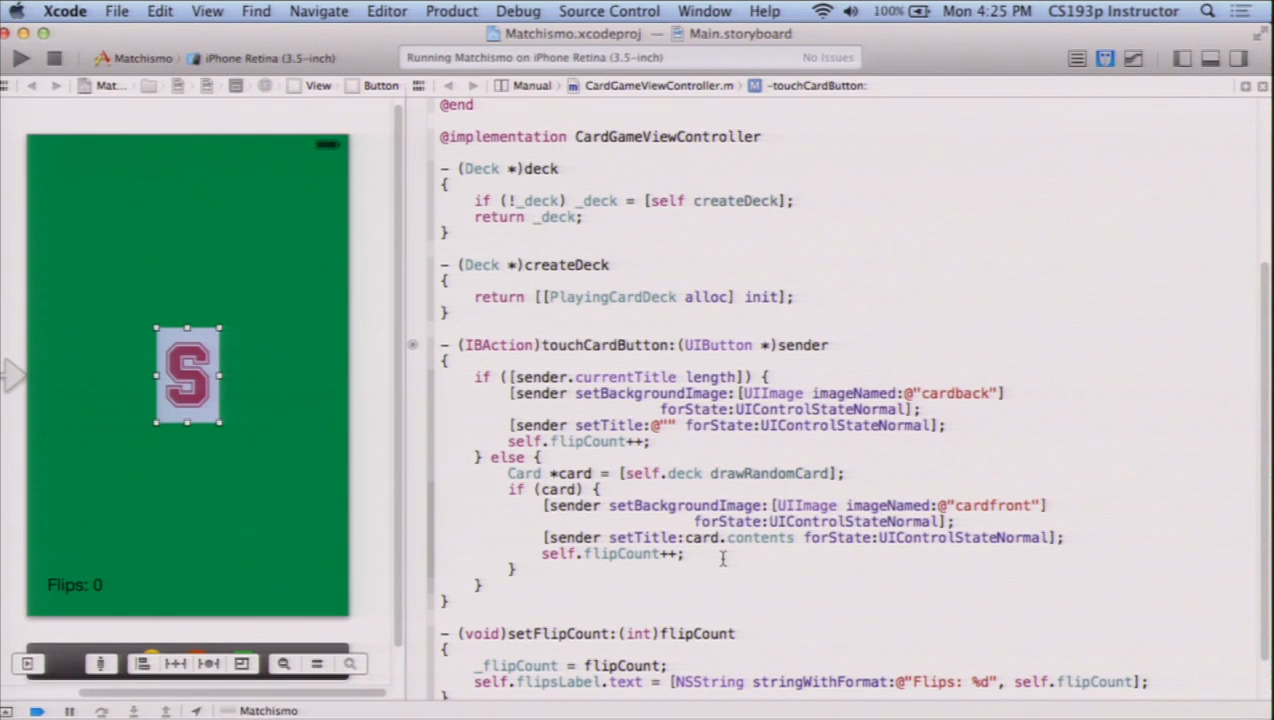 Xcode File Edit View Find Navigate Editor Product Debug Source Control Window Help 100% Mon 4:25 PM CS193p Instructor
Matchismo.xcodeproj — Main.storyboard
Matchismo iPhone Retina (3.5-inch) Running Matchismo on iPhone Retina (3.5-inch) No Issues
Mat... View Button Manual CardGameViewController.m M -touchCardButton:
@end
@implementation CardGameViewController
- (Deck *)deck
{
if (!_deck) _deck = [self createDeck];
return _deck;
}
- (Deck *)createDeck
{
return [[PlayingCardDeck alloc] init];
}
- (IBAction)touchCardButton:(UIButton *)sender
{
if ([sender.currentTitle length]) {
[sender setBackgroundImage:[UIImage imageNamed:@"cardback"]
forState:UIControlStateNormal];
[sender setTitle:@"" forState:UIControlStateNormal];
self.flipCount++;
} else {
Card *card = [self.deck drawRandomCard];
if (card) {
[sender setBackgroundImage:[UIImage imageNamed:@"cardfront"]
forState:UIControlStateNormal];
[sender setTitle:card.contents forState:UIControlStateNormal];
self.flipCount++;
}
}
}
- (void)setFlipCount:(int)flipCount
{
_flipCount = flipCount;
self.flipsLabel.text = [NSString stringWithFormat:@"Flips: %d", self.flipCount];
}
S
Flips: 0
Matchismo